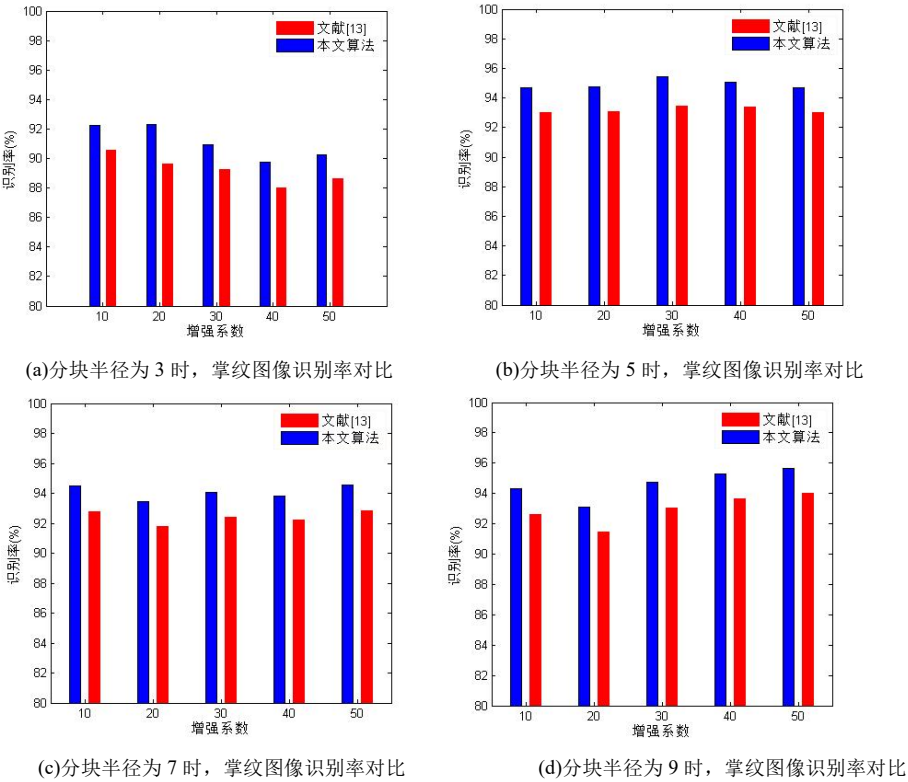 100
98
96
94
92
90
88
86
84
82
80
识别率(%)
文献[13]
本文算法
10 20 30 40 50
增强系数
(a)分块半径为 3 时，掌纹图像识别率对比
100
98
96
94
92
90
88
86
84
82
80
识别率(%)
文献[13]
本文算法
10 20 30 40 50
增强系数
(b)分块半径为 5 时，掌纹图像识别率对比
100
98
96
94
92
90
88
86
84
82
80
识别率(%)
文献[13]
本文算法
10 20 30 40 50
增强系数
(c)分块半径为 7 时，掌纹图像识别率对比
100
98
96
94
92
90
88
86
84
82
80
识别率(%)
文献[13]
本文算法
10 20 30 40 50
增强系数
(d)分块半径为 9 时，掌纹图像识别率对比